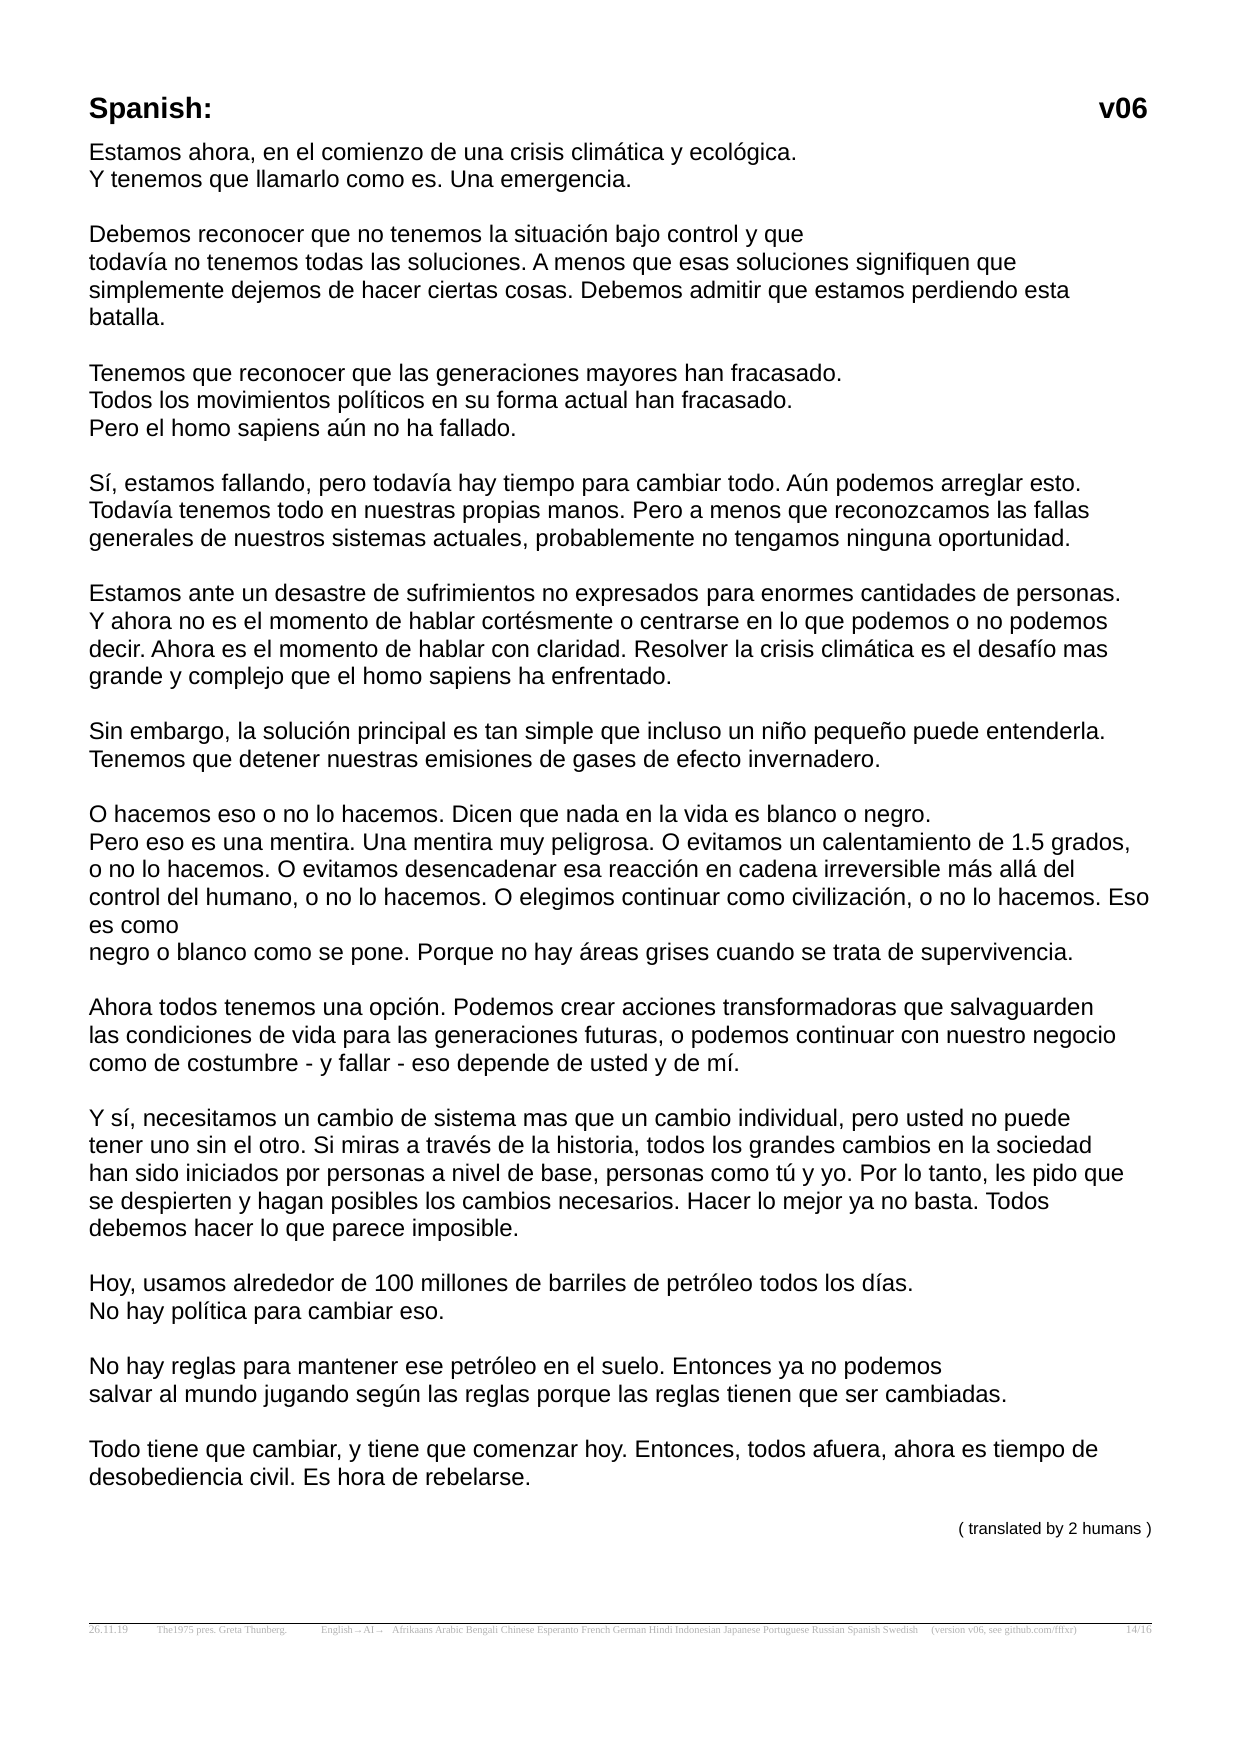 Spanish: v06
Estamos ahora, en el comienzo de una crisis climática y ecológica.
Y tenemos que llamarlo como es. Una emergencia.
Debemos reconocer que no tenemos la situación bajo control y que
todavía no tenemos todas las soluciones. A menos que esas soluciones signifiquen que
simplemente dejemos de hacer ciertas cosas. Debemos admitir que estamos perdiendo esta
batalla.
Tenemos que reconocer que las generaciones mayores han fracasado.
Todos los movimientos políticos en su forma actual han fracasado.
Pero el homo sapiens aún no ha fallado.
Sí, estamos fallando, pero todavía hay tiempo para cambiar todo. Aún podemos arreglar esto.
Todavía tenemos todo en nuestras propias manos. Pero a menos que reconozcamos las fallas
generales de nuestros sistemas actuales, probablemente no tengamos ninguna oportunidad.
Estamos ante un desastre de sufrimientos no expresados para enormes cantidades de personas.
Y ahora no es el momento de hablar cortésmente o centrarse en lo que podemos o no podemos
decir. Ahora es el momento de hablar con claridad. Resolver la crisis climática es el desafío mas
grande y complejo que el homo sapiens ha enfrentado.
Sin embargo, la solución principal es tan simple que incluso un niño pequeño puede entenderla.
Tenemos que detener nuestras emisiones de gases de efecto invernadero.
O hacemos eso o no lo hacemos. Dicen que nada en la vida es blanco o negro.
Pero eso es una mentira. Una mentira muy peligrosa. O evitamos un calentamiento de 1.5 grados,
o no lo hacemos. O evitamos desencadenar esa reacción en cadena irreversible más allá del
control del humano, o no lo hacemos. O elegimos continuar como civilización, o no lo hacemos. Eso
es como
negro o blanco como se pone. Porque no hay áreas grises cuando se trata de supervivencia.
Ahora todos tenemos una opción. Podemos crear acciones transformadoras que salvaguarden
las condiciones de vida para las generaciones futuras, o podemos continuar con nuestro negocio
como de costumbre - y fallar - eso depende de usted y de mí.
Y sí, necesitamos un cambio de sistema mas que un cambio individual, pero usted no puede
tener uno sin el otro. Si miras a través de la historia, todos los grandes cambios en la sociedad
han sido iniciados por personas a nivel de base, personas como tú y yo. Por lo tanto, les pido que
se despierten y hagan posibles los cambios necesarios. Hacer lo mejor ya no basta. Todos
debemos hacer lo que parece imposible.
Hoy, usamos alrededor de 100 millones de barriles de petróleo todos los días.
No hay política para cambiar eso.
No hay reglas para mantener ese petróleo en el suelo. Entonces ya no podemos
salvar al mundo jugando según las reglas porque las reglas tienen que ser cambiadas.
Todo tiene que cambiar, y tiene que comenzar hoy. Entonces, todos afuera, ahora es tiempo de
desobediencia civil. Es hora de rebelarse.
( translated by 2 humans )
26.11.19 The1975 pres. Greta Thunberg. English→AI→ Afrikaans Arabic Bengali Chinese Esperanto French German Hindi Indonesian Japanese Portuguese Russian Spanish Swedish (version v06, see github.com/fffxr) 14/16